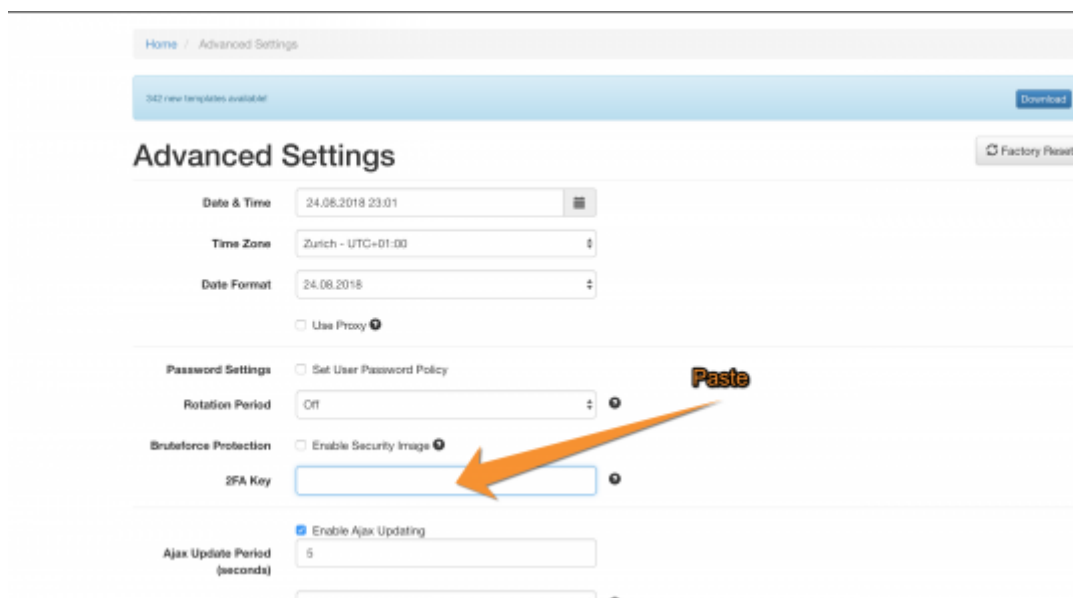 Home / Advanced Settings
342 new templates available!
Download
Advanced Settings
Factory Reset
Date & Time
24.08.2018 23:01
Time Zone
Zurich - UTC+01:00
Date Format
24.08.2018
Use Proxy
Password Settings
Set User Password Policy
Paste
Rotation Period
Off
Bruteforce Protection
Enable Security Image
2FA Key
Enable Ajax Updating
Ajax Update Period
(seconds)
5